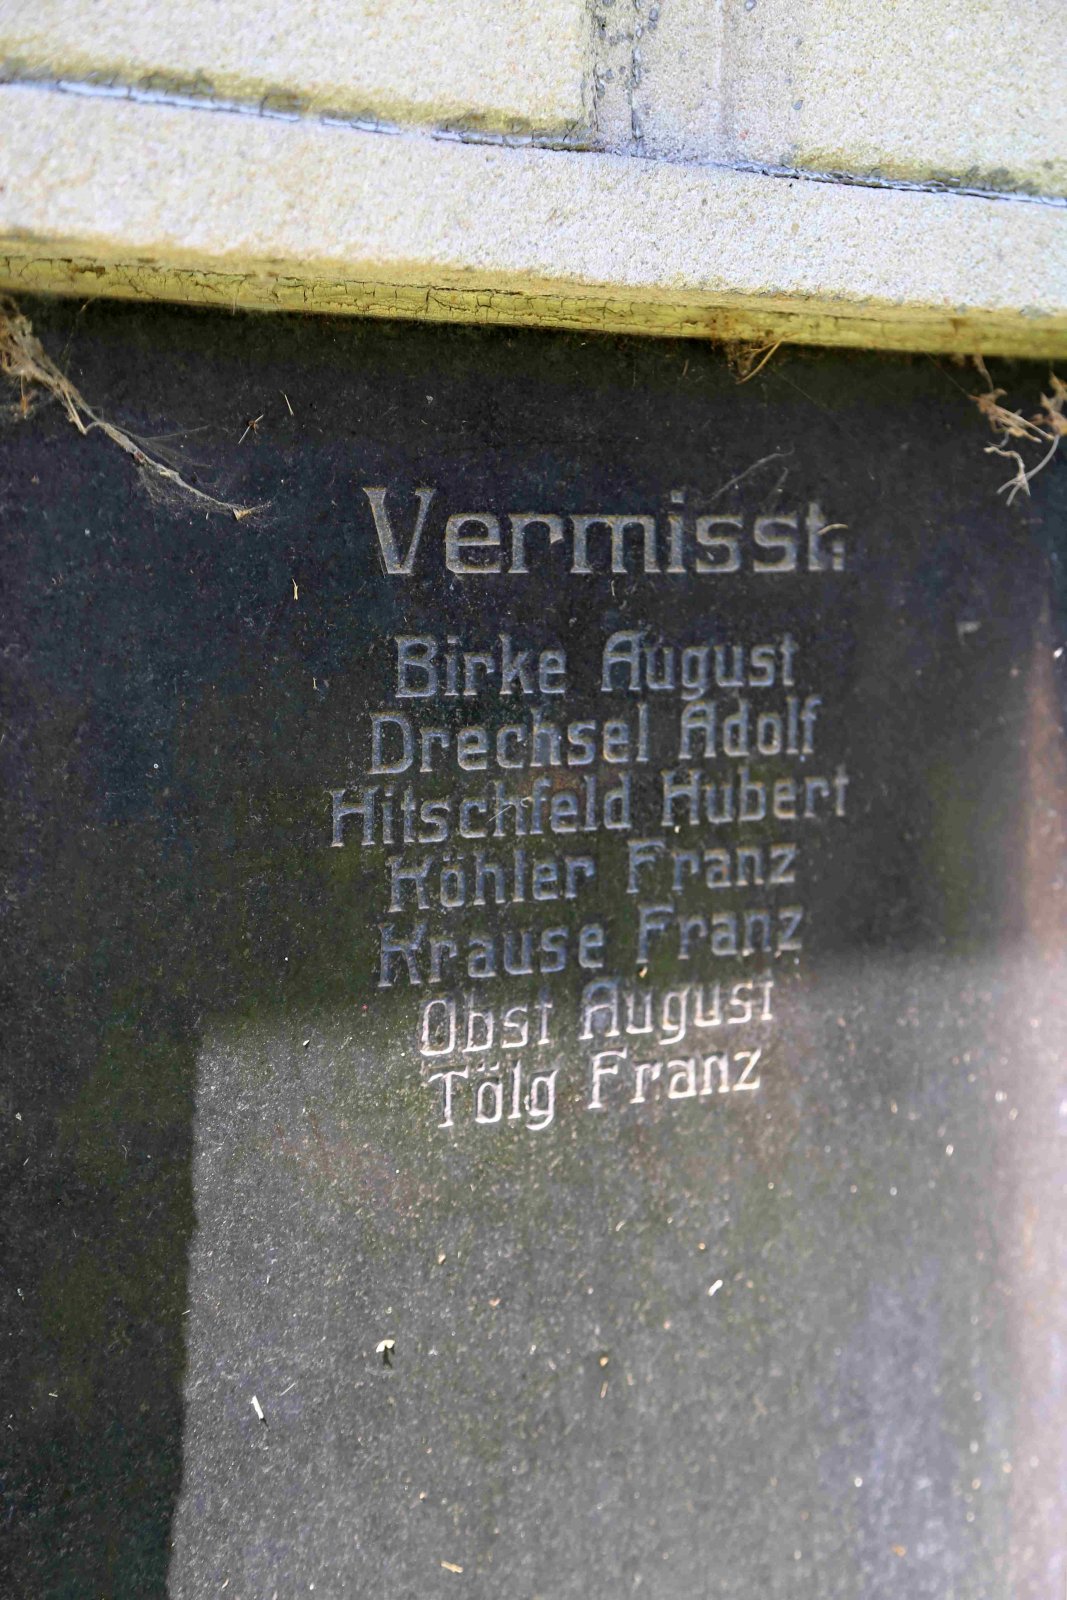 Vermisst:
Birke August
Drechsel Adolf
Hitschfeld Hubert
Köhler Franz
Krause Franz
Obst August
Tölg Franz